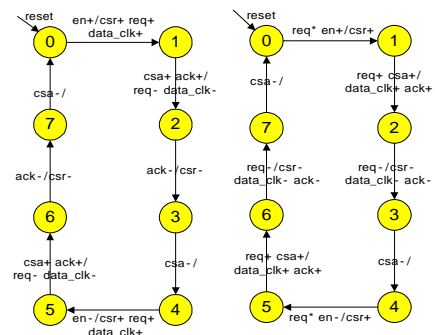 reset
0
en+/csr+ req+
data_clk+
1
csa+ ack+/
req- data_clk-
2
ack-/csr-
3
csa-/
4
en-/csr+ req+
data_clk+
5
csa+ ack+/
req- data_clk-
6
ack-/csr-
7
csa-/
reset
0
req* en+/csr+
1
req+ csa+/
data_clk+ ack+
2
req-/csr-
data_clk- ack-
3
csa-/
4
req* en-/csr+
5
req+ csa+/
data_clk+ ack+
6
req-/csr-
data_clk- ack-
7
csa-/